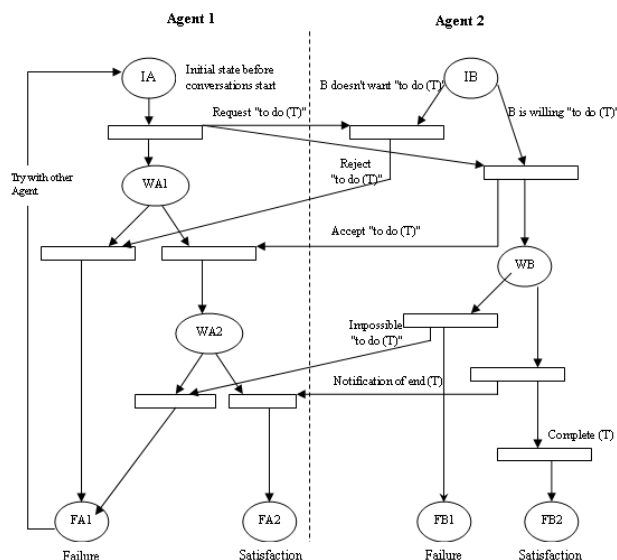 Agent 1
Agent 2
IA
Initial state before
conversations start
B doesn't want "to do (T)"
IB
Request "to do (T)"
B is willing "to do (T)"
Try with other
Agent
WA1
Reject
"to do (T)"
Accept "to do (T)"
WB
WA2
Impossible
"to do (T)"
Notification of end (T)
Complete (T)
FA1
FA2
FB1
FB2
Failure
Satisfaction
Failure
Satisfaction